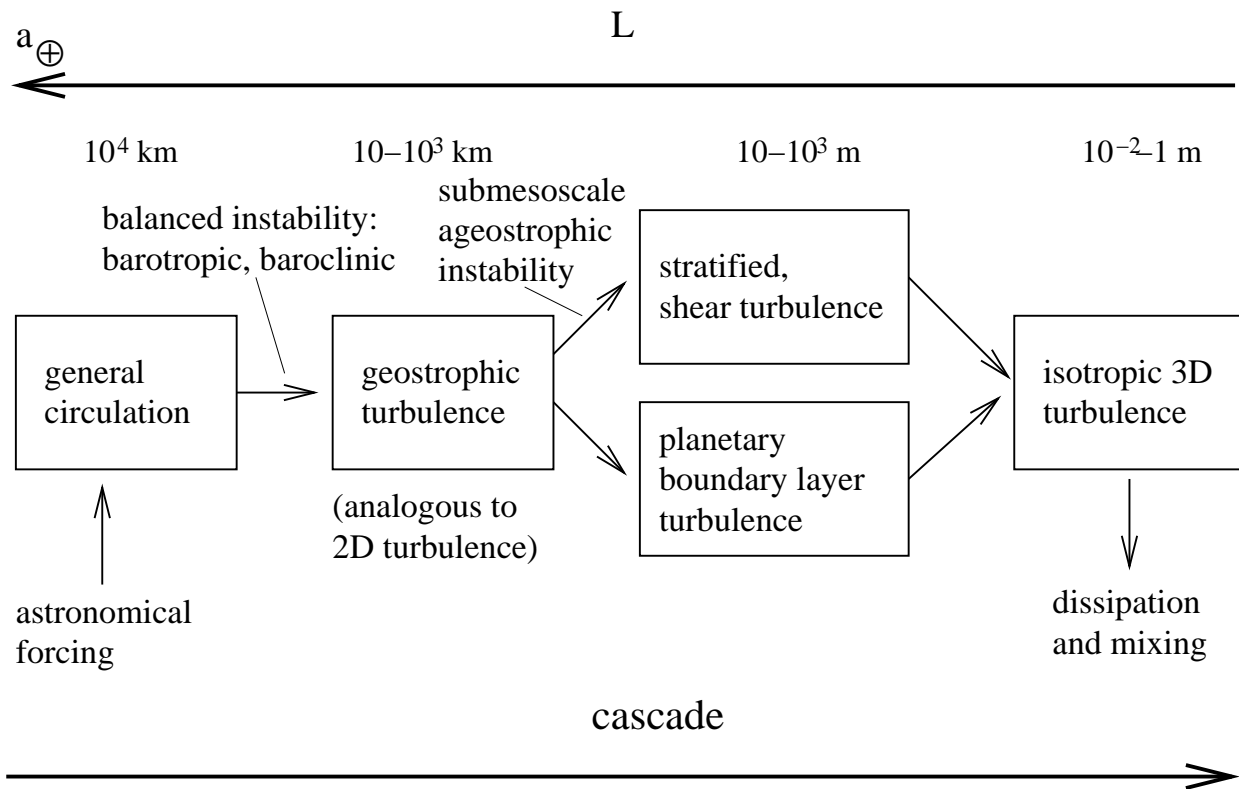 a⊕
L
10⁴ km
10–10³ km
10–10³ m
10⁻²–1 m
balanced instability:
barotropic, baroclinic
submesoscale
ageostrophic
instability
general
circulation
geostrophic
turbulence
(analogous to
2D turbulence)
stratified,
shear turbulence
planetary
boundary layer
turbulence
isotropic 3D
turbulence
astronomical
forcing
dissipation
and mixing
cascade